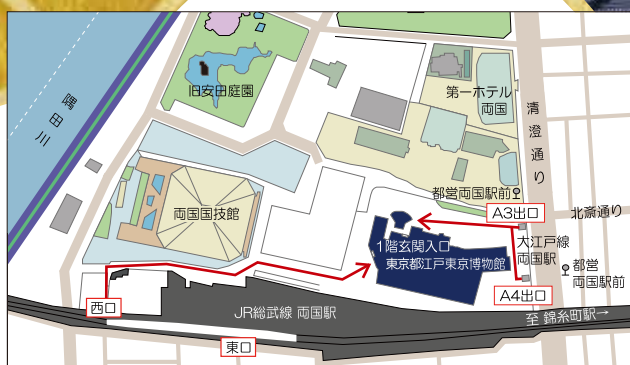 旧安田庭園
隅田川
第一ホテル
両国
清澄通り
両国国技館
都営両国駅前
A3出口
北斎通り
1階玄関入口
東京都江戸東京博物館
大江戸線
両国駅
都営
両国駅前
A4出口
西口
JR総武線 両国駅
至 錦糸町駅→
東口